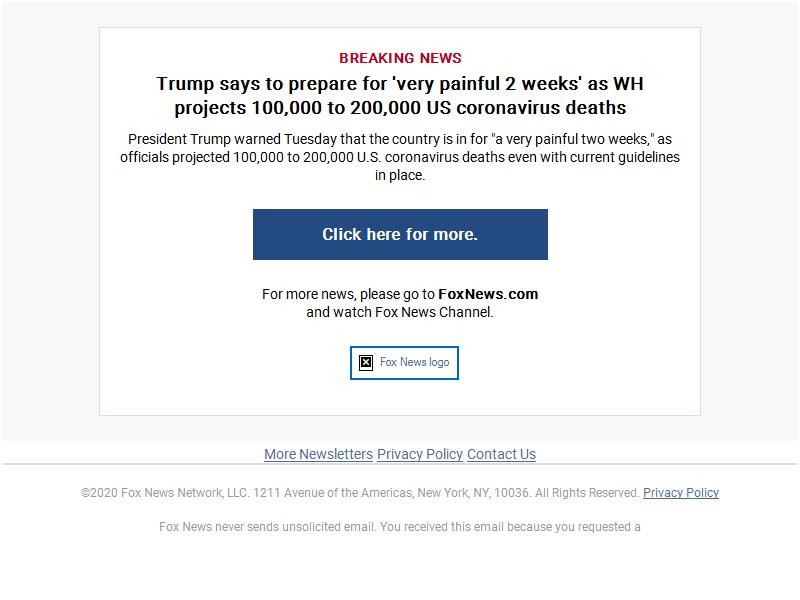 BREAKING NEWS
Trump says to prepare for 'very painful 2 weeks' as WH
projects 100,000 to 200,000 US coronavirus deaths
President Trump warned Tuesday that the country is in for "a very painful two weeks," as
officials projected 100,000 to 200,000 U.S. coronavirus deaths even with current guidelines
in place.
Click here for more.
For more news, please go to FoxNews.com
and watch Fox News Channel.
Fox News logo
More Newsletters Privacy Policy Contact Us
©2020 Fox News Network, LLC. 1211 Avenue of the Americas, New York, NY, 10036. All Rights Reserved. Privacy Policy
Fox News never sends unsolicited email. You received this email because you requested a